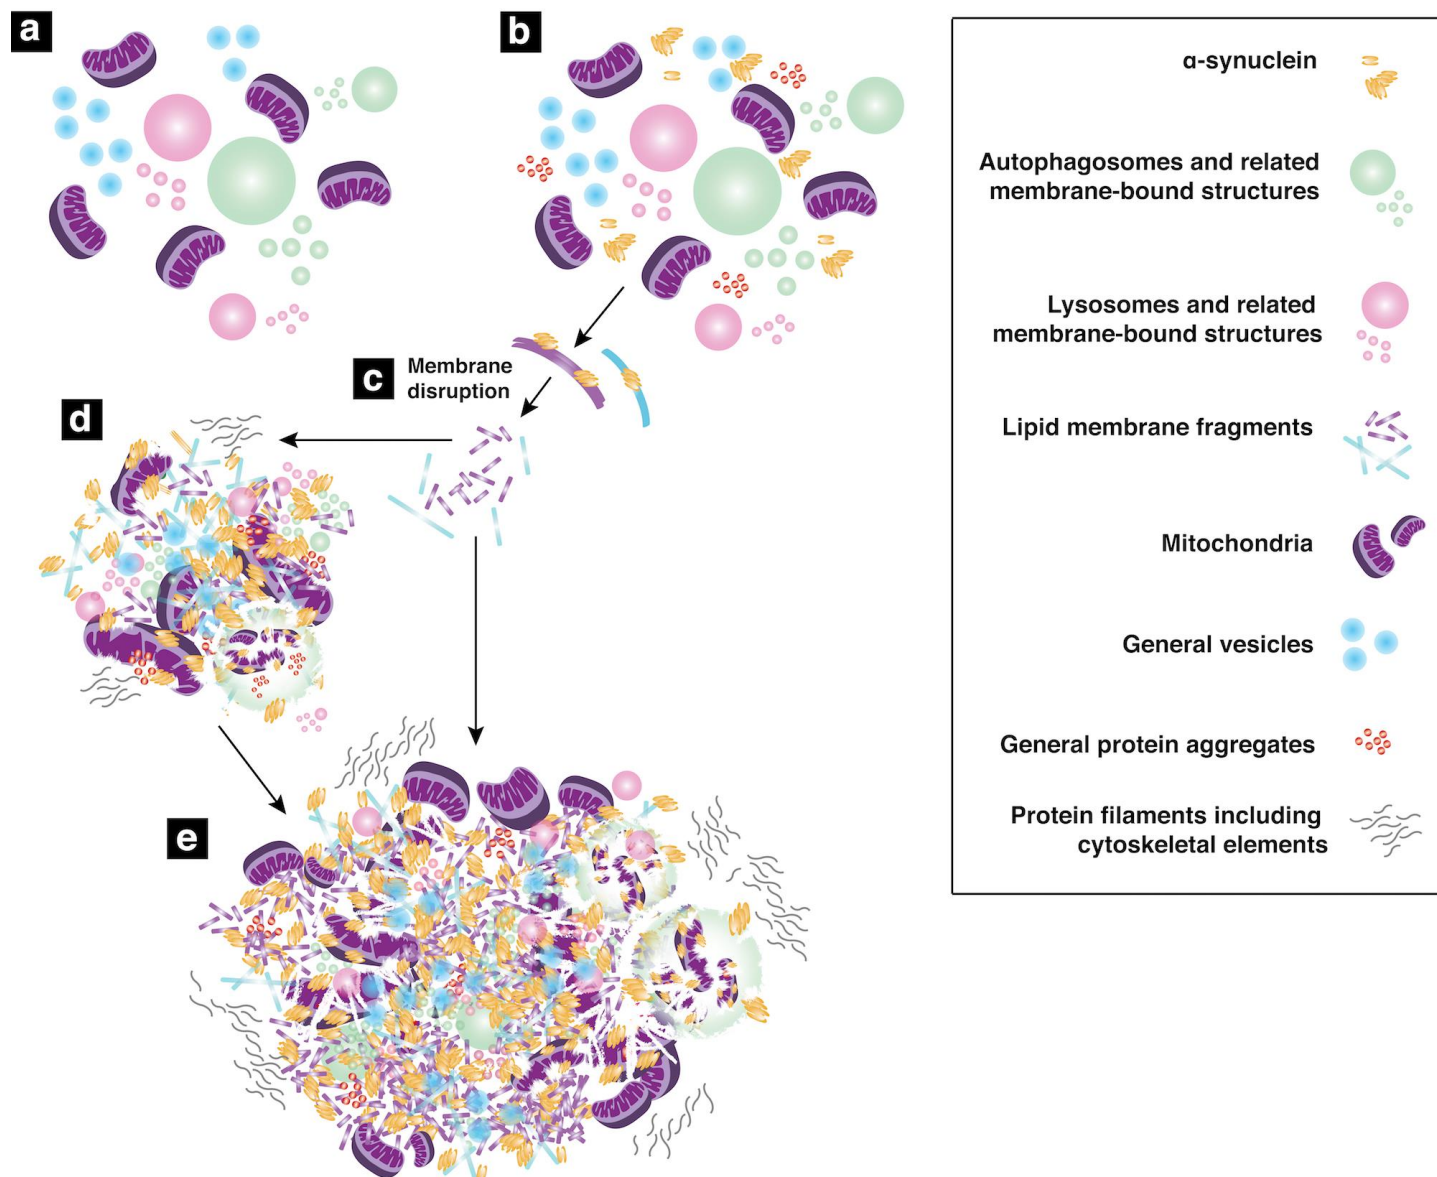 a
b
c
Membrane
disruption
d
e
α-synuclein
Autophagosomes and related
membrane-bound structures
Lysosomes and related
membrane-bound structures
Lipid membrane fragments
Mitochondria
General vesicles
General protein aggregates
Protein filaments including
cytoskeletal elements